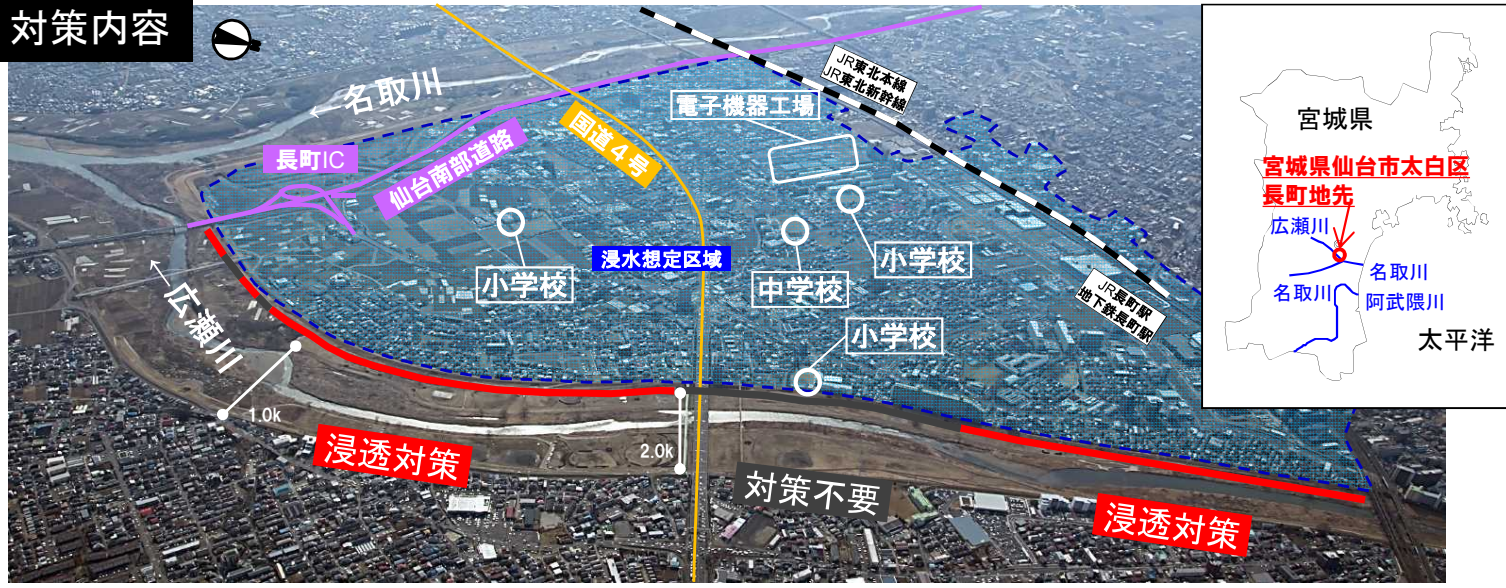 対策内容
名取川
JR東北本線
JR東北新幹線
電子機器工場
国道4号
長町IC
仙台南部道路
小学校
浸水想定区域
中学校
小学校
JR長町駅
地下鉄長町駅
小学校
広瀬川
1.0k
2.0k
浸透対策
対策不要
浸透対策
宮城県
宮城県仙台市太白区
長町地先
広瀬川
名取川
名取川
阿武隈川
太平洋